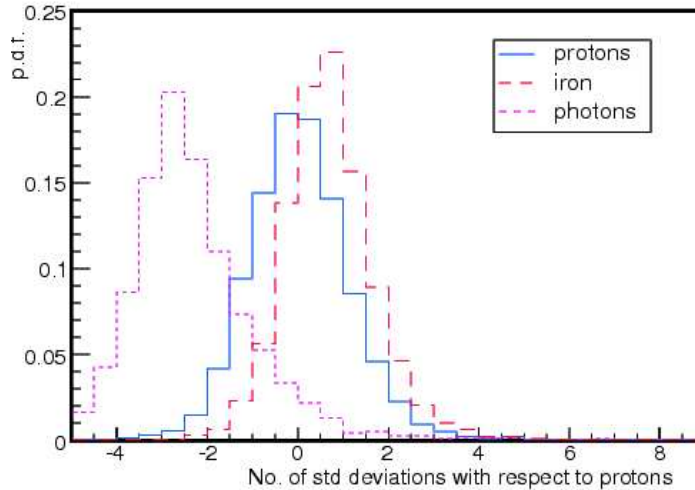 0.25
p.d.f.
protons
iron
photons
0.2
0.15
0.1
0.05
0
-4 -2 0 2 4 6 8
No. of std deviations with respect to protons